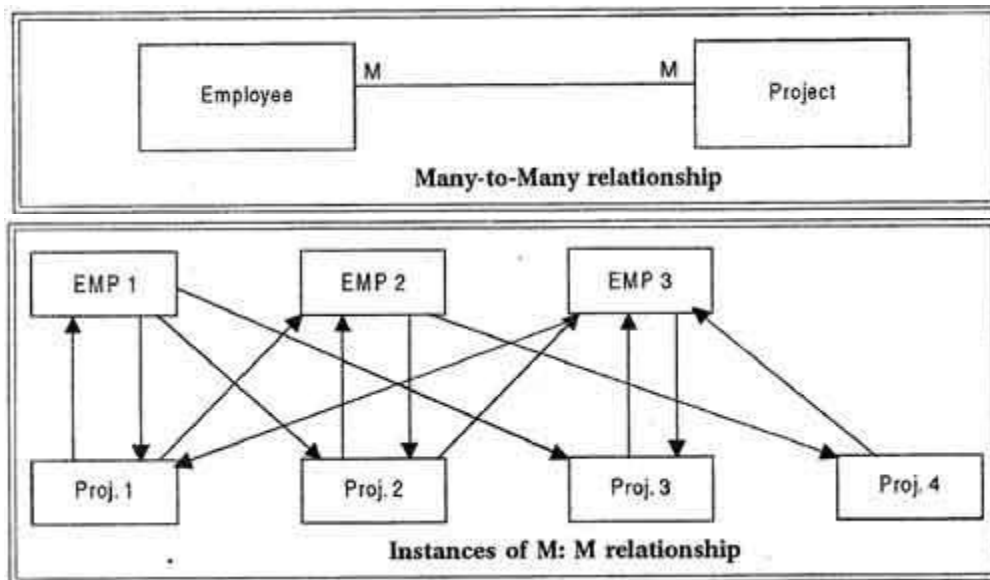 M M
Employee Project
Many-to-Many relationship
EMP 1 EMP 2 EMP 3
Proj. 1 Proj. 2 Proj. 3 Proj. 4
Instances of M: M relationship